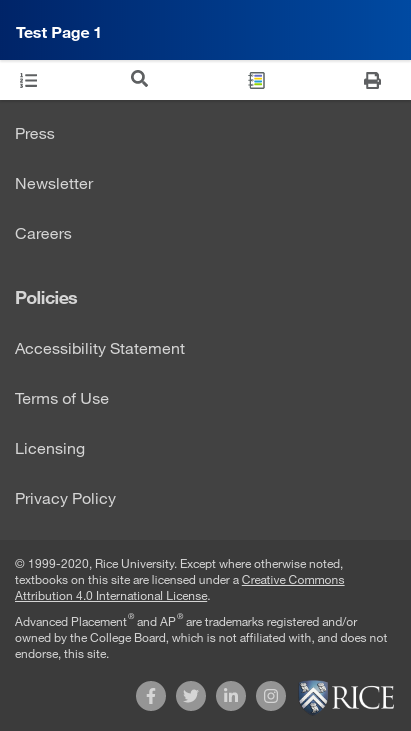 Test Page 1
Press
Newsletter
Careers
Policies
Accessibility Statement
Terms of Use
Licensing
Privacy Policy
© 1999-2020, Rice University. Except where otherwise noted,
textbooks on this site are licensed under a Creative Commons
Attribution 4.0 International License.
Advanced Placement® and AP® are trademarks registered and/or
owned by the College Board, which is not affiliated with, and does not
endorse, this site.
RICE